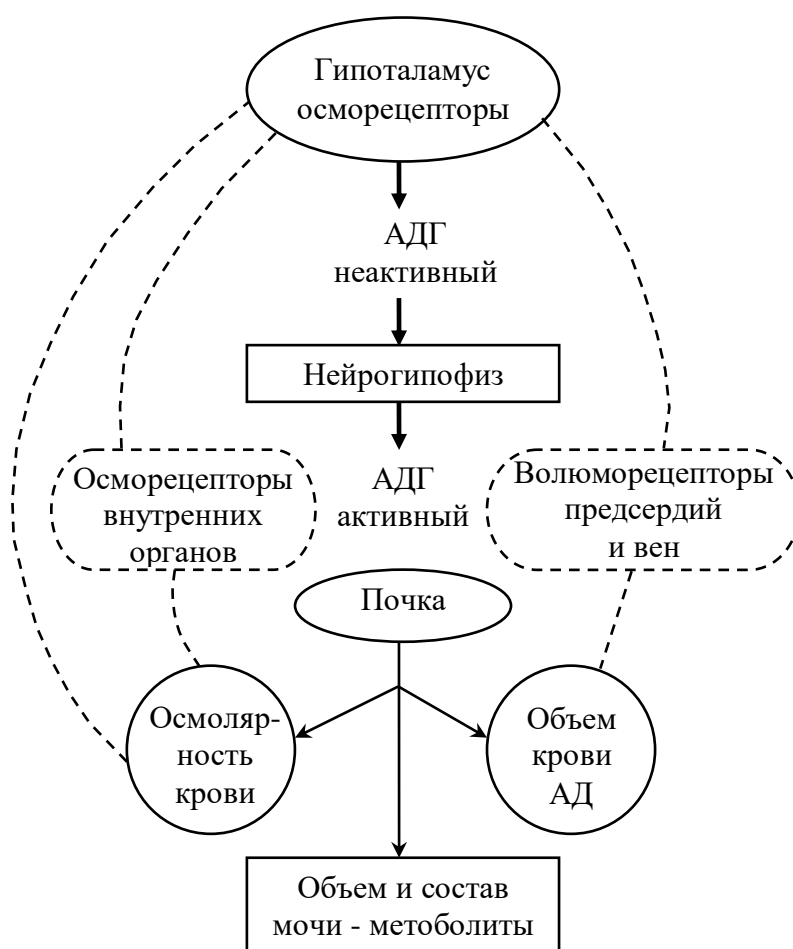 Гипоталамус
осморецепторы
АДГ
неактивный
Нейрогипофиз
Осморецепторы
внутренних
органов
АДГ
активный
Волюморецепторы
предсердий
и вен
Почка
Осмоляр-
ность
крови
Объем
крови
АД
Объем и состав
мочи - метоболиты